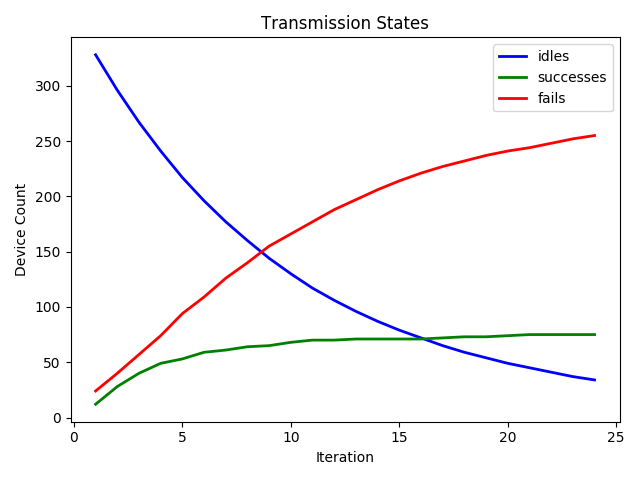 Transmission States
idles
successes
fails
Device Count
300
250
200
150
100
50
0
0 5 10 15 20 25
Iteration